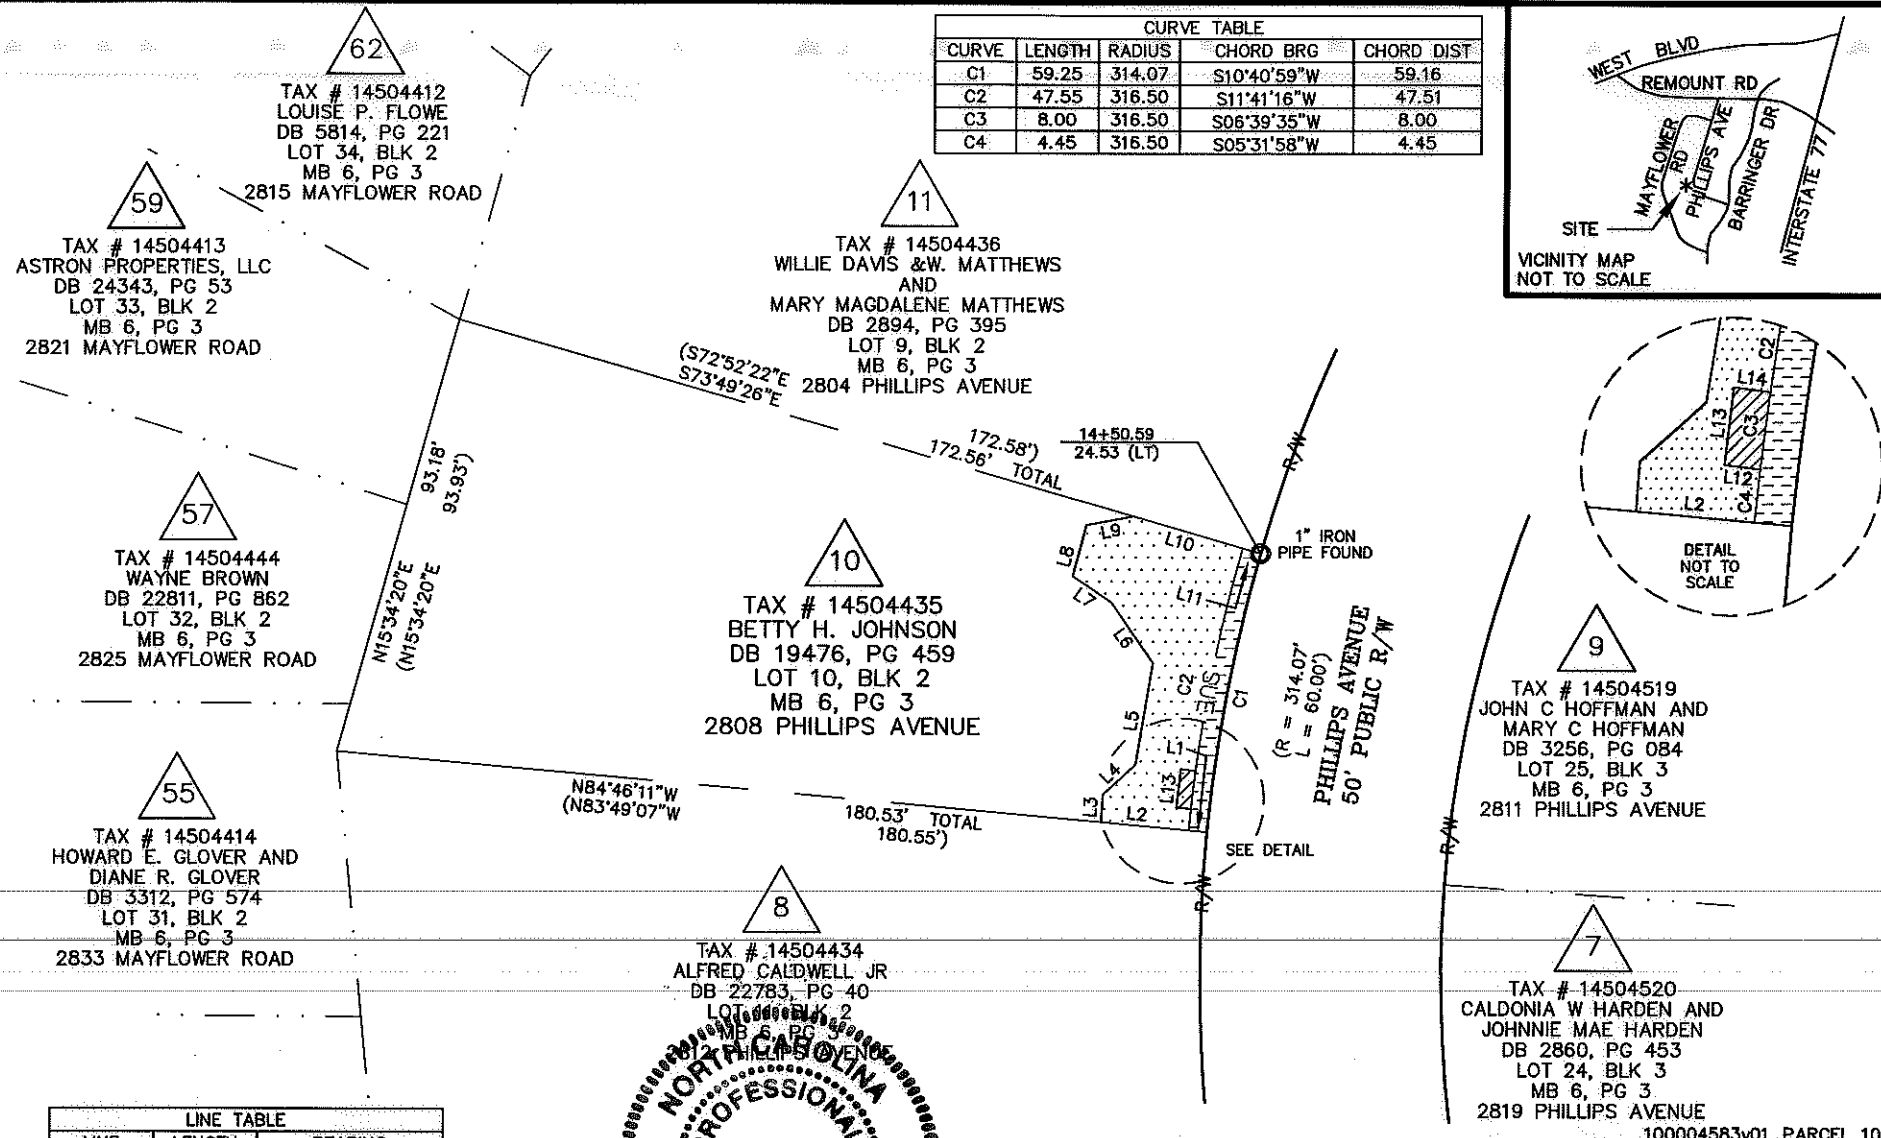 CURVE TABLE
CURVE LENGTH RADIUS CHORD BRG CHORD DIST
C1 59.25 314.07 S10°40'59"W 59.16
C2 47.55 316.50 S11°41'16"W 47.51
C3 8.00 316.50 S06°39'35"W 8.00
C4 4.45 316.50 S05°31'58"W 4.45
WEST BLVD
REMOUNT RD
MAYFLOWER RD
PHILLIPS AVE
BARRINGER DR
INTERSTATE 77
SITE
VICINITY MAP
NOT TO SCALE
62
TAX # 14504412
LOUISE P. FLOWE
DB 5814, PG 221
LOT 34, BLK 2
MB 6, PG 3
2815 MAYFLOWER ROAD
59
TAX # 14504413
ASTRON PROPERTIES, LLC
DB 24343, PG 53
LOT 33, BLK 2
MB 6, PG 3
2821 MAYFLOWER ROAD
11
TAX # 14504436
WILLIE DAVIS &W. MATTHEWS
AND
MARY MAGDALENE MATTHEWS
DB 2894, PG 395
LOT 9, BLK 2
MB 6, PG 3
2804 PHILLIPS AVENUE
(S72°52'22"E
S73°49'26"E
172.58')
172.56' TOTAL
14+50.59
24.53 (LT)
R/W
1" IRON
PIPE FOUND
C2
L14
L13
C3
L12
C4
L2
DETAIL
NOT TO
SCALE
93.18'
93.93')
N15°34'20"E
(N15°34'20"E
57
TAX # 14504444
WAYNE BROWN
DB 22811, PG 862
LOT 32, BLK 2
MB 6, PG 3
2825 MAYFLOWER ROAD
10
TAX # 14504435
BETTY H. JOHNSON
DB 19476, PG 459
LOT 10, BLK 2
MB 6, PG 3
2808 PHILLIPS AVENUE
L9
L10
L8
L7
L11
L6
C2
SUE
C1
L5
L1
L4
L13
L3
L2
(R = 314.07'
L = 60.00')
PHILLIPS AVENUE
50' PUBLIC R/W
SEE DETAIL
R/W
R/W
9
TAX # 14504519
JOHN C HOFFMAN AND
MARY C HOFFMAN
DB 3256, PG 084
LOT 25, BLK 3
MB 6, PG 3
2811 PHILLIPS AVENUE
N84°46'11"W
(N83°49'07"W
180.53' TOTAL
180.55')
55
TAX # 14504414
HOWARD E. GLOVER AND
DIANE R. GLOVER
DB 3312, PG 574
LOT 31, BLK 2
MB 6, PG 3
2833 MAYFLOWER ROAD
8
TAX # 14504434
ALFRED CALDWELL JR
DB 22783, PG 40
LOT BLK 2
MB 6, PG 3
PHILLIPS AVENUE
NORTH CAROLINA
PROFESSIONAL
7
TAX # 14504520
CALDONIA W HARDEN AND
JOHNNIE MAE HARDEN
DB 2860, PG 453
LOT 24, BLK 3
MB 6, PG 3
2819 PHILLIPS AVENUE
LINE TABLE
100004583v01 PARCEL 10